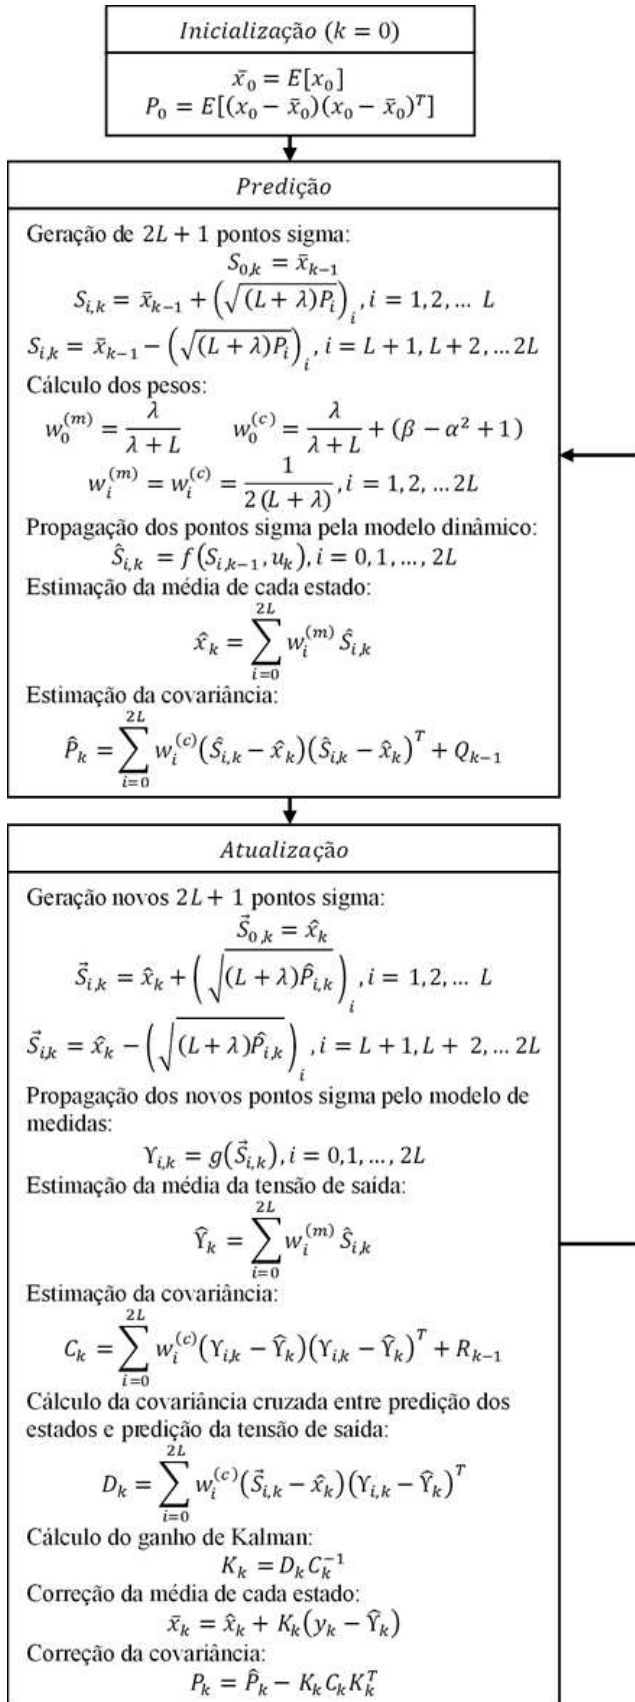 Inicialização (k = 0)
x̄₀ = E[x₀]
P₀ = E[(x₀ − x̄₀)(x₀ − x̄₀)ᵀ]
Predição
Geração de 2L + 1 pontos sigma:
S₀,ₖ = x̄ₖ₋₁
Sᵢ,ₖ = x̄ₖ₋₁ + (√((L + λ)Pᵢ))ᵢ, i = 1,2, … L
Sᵢ,ₖ = x̄ₖ₋₁ − (√((L + λ)Pᵢ))ᵢ, i = L + 1, L + 2, … 2L
Cálculo dos pesos:
w₀⁽ᵐ⁾ = λ/(λ + L) w₀⁽ᶜ⁾ = λ/(λ + L) + (β − α² + 1)
wᵢ⁽ᵐ⁾ = wᵢ⁽ᶜ⁾ = 1/(2 (L + λ)), i = 1,2, … 2L
Propagação dos pontos sigma pela modelo dinâmico:
Ŝᵢ,ₖ = f(Sᵢ,ₖ₋₁, uₖ), i = 0,1, …, 2L
Estimação da média de cada estado:
x̂ₖ = ∑ᵢ₌₀²ᴸ wᵢ⁽ᵐ⁾ Ŝᵢ,ₖ
Estimação da covariância:
P̂ₖ = ∑ᵢ₌₀²ᴸ wᵢ⁽ᶜ⁾(Ŝᵢ,ₖ − x̂ₖ)(Ŝᵢ,ₖ − x̂ₖ)ᵀ + Qₖ₋₁
Atualização
Geração novos 2L + 1 pontos sigma:
S⃗₀,ₖ = x̂ₖ
S⃗ᵢ,ₖ = x̂ₖ + (√((L + λ)P̂ᵢ,ₖ))ᵢ, i = 1,2, … L
S⃗ᵢ,ₖ = x̂ₖ − (√((L + λ)P̂ᵢ,ₖ))ᵢ, i = L + 1, L + 2, … 2L
Propagação dos novos pontos sigma pelo modelo de
medidas:
Υᵢ,ₖ = g(S⃗ᵢ,ₖ), i = 0,1, …, 2L
Estimação da média da tensão de saída:
Υ̂ₖ = ∑ᵢ₌₀²ᴸ wᵢ⁽ᵐ⁾ Ŝᵢ,ₖ
Estimação da covariância:
Cₖ = ∑ᵢ₌₀²ᴸ wᵢ⁽ᶜ⁾(Υᵢ,ₖ − Υ̂ₖ)(Υᵢ,ₖ − Υ̂ₖ)ᵀ + Rₖ₋₁
Cálculo da covariância cruzada entre predição dos
estados e predição da tensão de saida:
Dₖ = ∑ᵢ₌₀²ᴸ wᵢ⁽ᶜ⁾(S⃗ᵢ,ₖ − x̂ₖ)(Υᵢ,ₖ − Υ̂ₖ)ᵀ
Cálculo do ganho de Kalman:
Kₖ = DₖCₖ⁻¹
Correção da média de cada estado:
x̄ₖ = x̂ₖ + Kₖ(yₖ − Υ̂ₖ)
Correção da covariância:
Pₖ = P̂ₖ − KₖCₖKₖᵀ